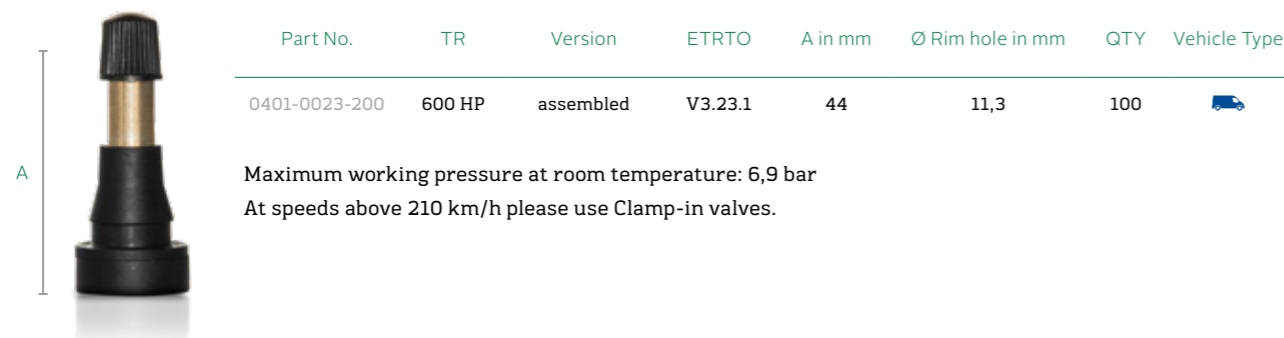 Part No. TR Version ETRTO A in mm Ø Rim hole in mm QTY Vehicle Type
0401-0023-200 600 HP assembled V3.23.1 44 11,3 100
A
Maximum working pressure at room temperature: 6,9 bar
At speeds above 210 km/h please use Clamp-in valves.